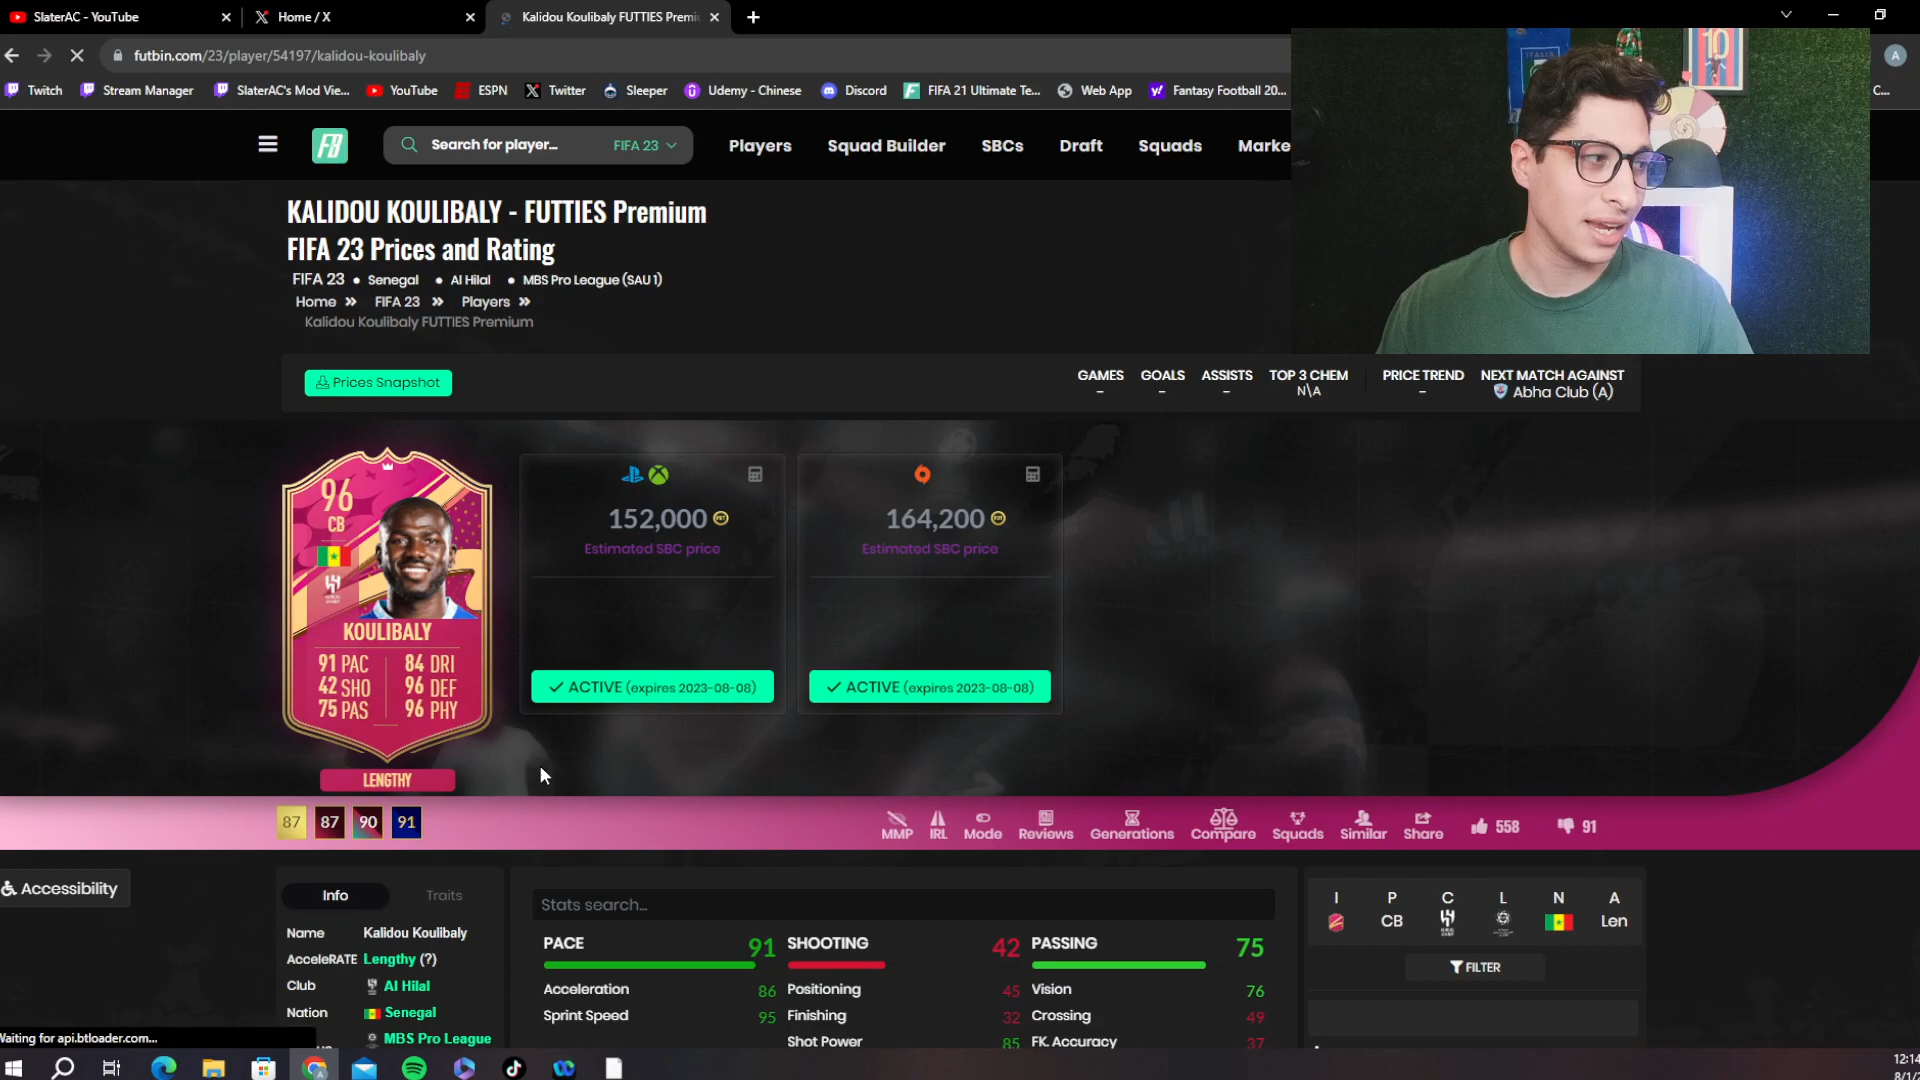 SlaterAC - YouTube
Home / X
Kalidou Koulibaly FUTTIES Premi
futbin.com/23/player/54197/kalidou-koulibaly
A
Twitch
Stream Manager
SlaterAC's Mod Vie...
YouTube
ESPN
Twitter
Sleeper
Udemy - Chinese
Discord
FIFA 21 Ultimate Te...
Web App
Fantasy Football 20...
C...
Search for player...
FIFA 23
Players
Squad Builder
SBCs
Draft
Squads
Marke
ITALIA
10
KALIDOU KOULIBALY - FUTTIES Premium
FIFA 23 Prices and Rating
FIFA 23 • Senegal • Al Hilal • MBS Pro League (SAU 1)
Home » FIFA 23 » Players »
Kalidou Koulibaly FUTTIES Premium
Prices Snapshot
GAMES
-
GOALS
-
ASSISTS
-
TOP 3 CHEM
N\A
PRICE TREND
-
NEXT MATCH AGAINST
Abha Club (A)
96
CB
KOULIBALY
91 PAC
84 DRI
42 SHO
96 DEF
75 PAS
96 PHY
LENGTHY
152,000
Estimated SBC price
ACTIVE (expires 2023-08-08)
164,200
Estimated SBC price
ACTIVE (expires 2023-08-08)
87
87
90
91
MMP
IRL
Mode
Reviews
Generations
Compare
Squads
Similar
Share
558
91
Accessibility
Info
Traits
Name Kalidou Koulibaly
AcceleRATE Lengthy (?)
Club Al Hilal
Nation Senegal
MBS Pro League
Stats search...
PACE 91
Acceleration 86
Sprint Speed 95
SHOOTING 42
Positioning 45
Finishing 32
Shot Power 85
PASSING 75
Vision 76
Crossing 49
FK. Accuracy 37
I P C L N A
CB Len
FILTER
Waiting for api.btloader.com...
12:14
8/1/2